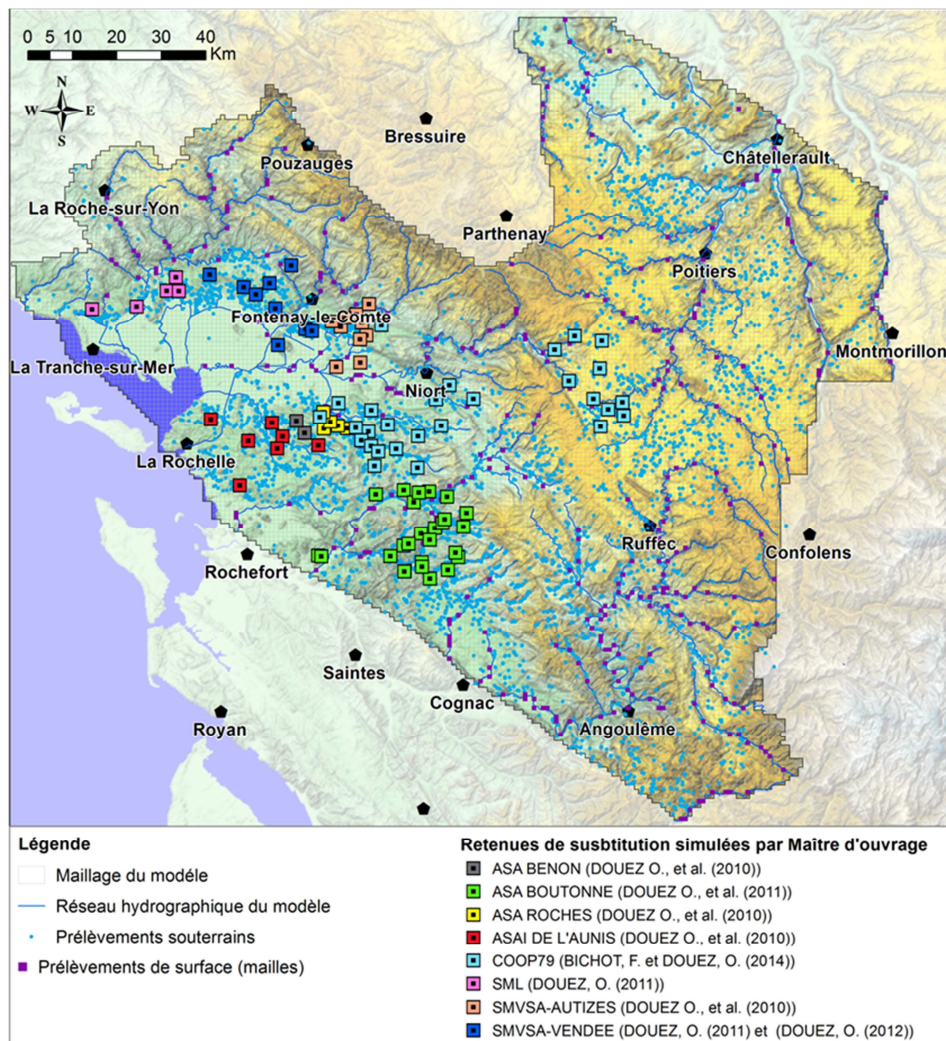 0 5 10 20 30 40
Km
N
W E
S
Bressuire
Pouzauges
Châtellerault
La Roche-sur-Yon
Parthenay
Poitiers
Fontenay-le-Comte
Montmorillon
La Tranche-sur-Mer
Niort
La Rochelle
Ruffec
Confolens
Rochefort
Saintes
Cognac
Royan
Angoulême
Légende
Maillage du modéle
Réseau hydrographique du modèle
Prélèvements souterrains
Prélèvements de surface (mailles)
Retenues de susbtitution simulées par Maître d'ouvrage
ASA BENON (DOUEZ O., et al. (2010))
ASA BOUTONNE (DOUEZ O., et al. (2011))
ASA ROCHES (DOUEZ O., et al. (2010))
ASAI DE L'AUNIS (DOUEZ O., et al. (2010))
COOP79 (BICHOT, F. et DOUEZ, O. (2014))
SML (DOUEZ, O. (2011))
SMVSA-AUTIZES (DOUEZ O., et al. (2010))
SMVSA-VENDEE (DOUEZ, O. (2011) et (DOUEZ, O. (2012))